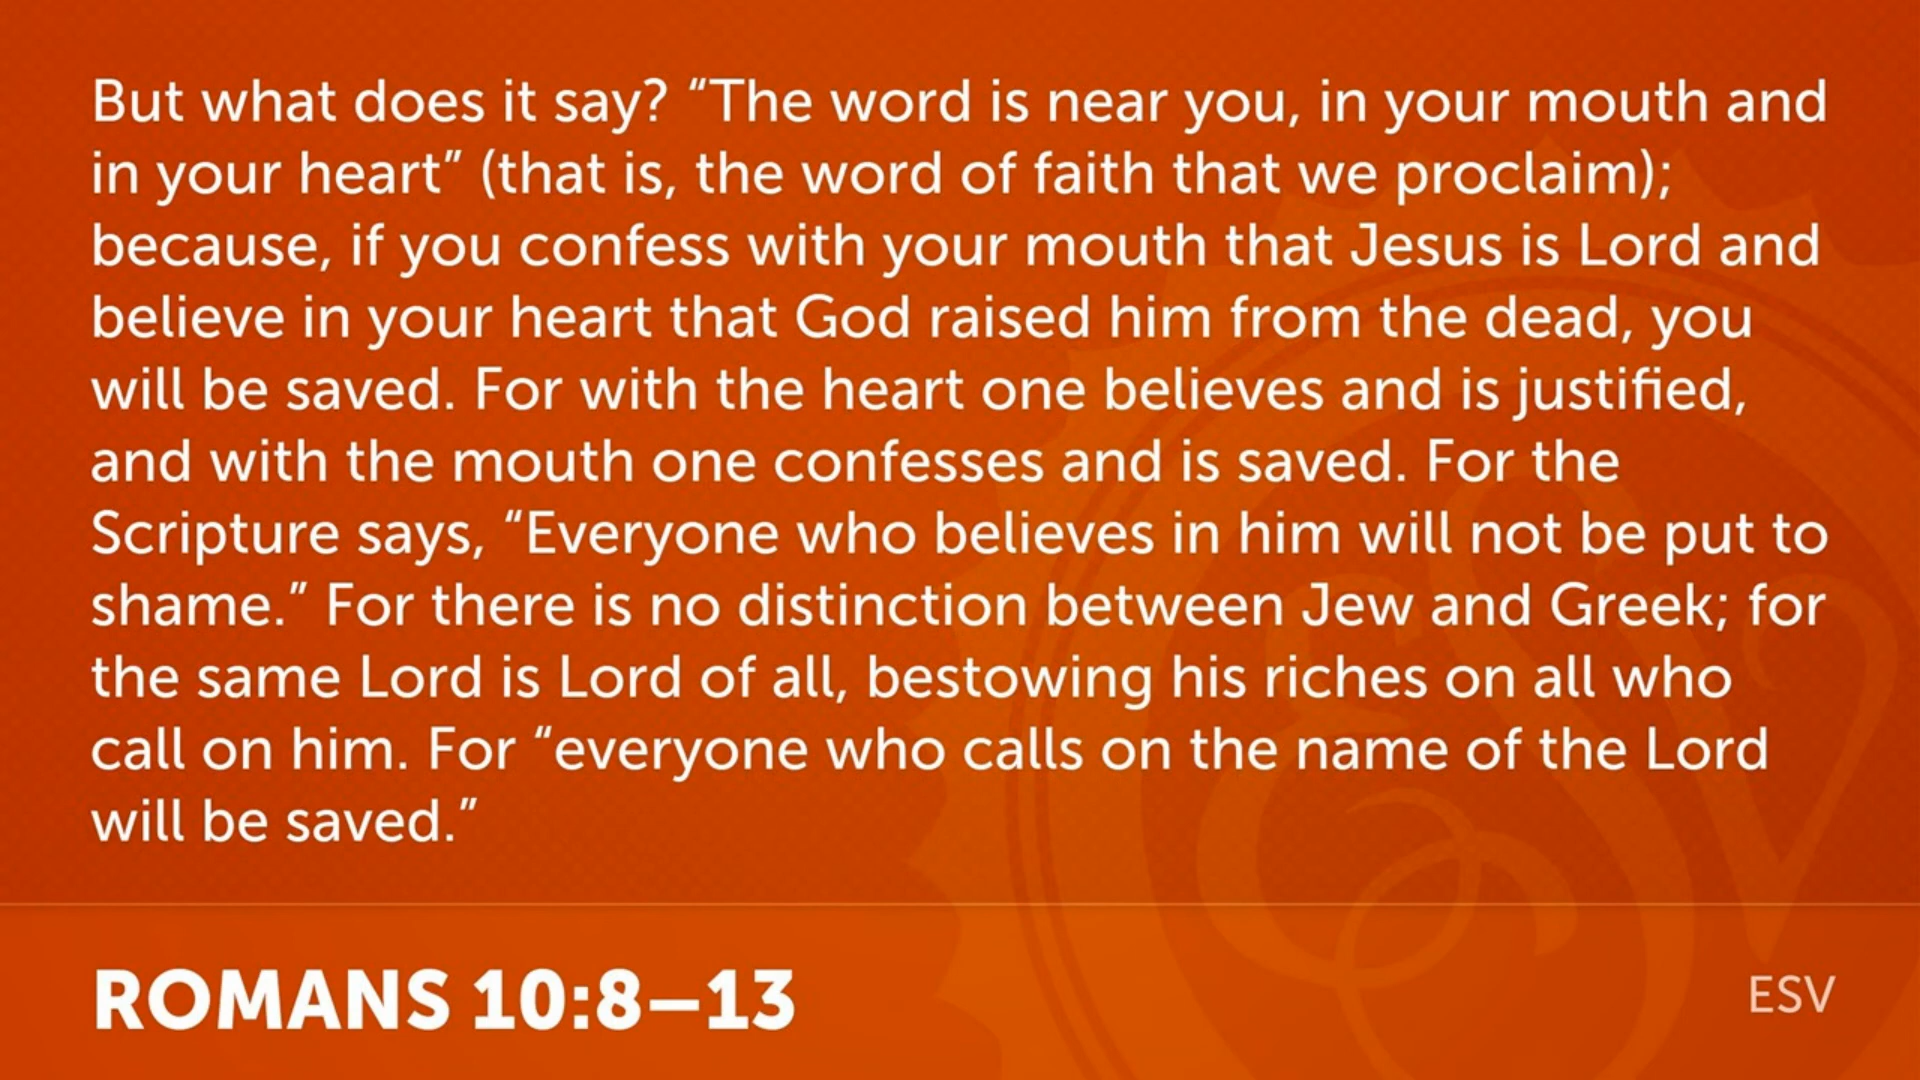 But what does it say? “The word is near you, in your mouth and
in your heart” (that is, the word of faith that we proclaim);
because, if you confess with your mouth that Jesus is Lord and
believe in your heart that God raised him from the dead, you
will be saved. For with the heart one believes and is justified,
and with the mouth one confesses and is saved. For the
Scripture says, “Everyone who believes in him will not be put to
shame.” For there is no distinction between Jew and Greek; for
the same Lord is Lord of all, bestowing his riches on all who
call on him. For “everyone who calls on the name of the Lord
will be saved.”
ROMANS 10:8–13
ESV